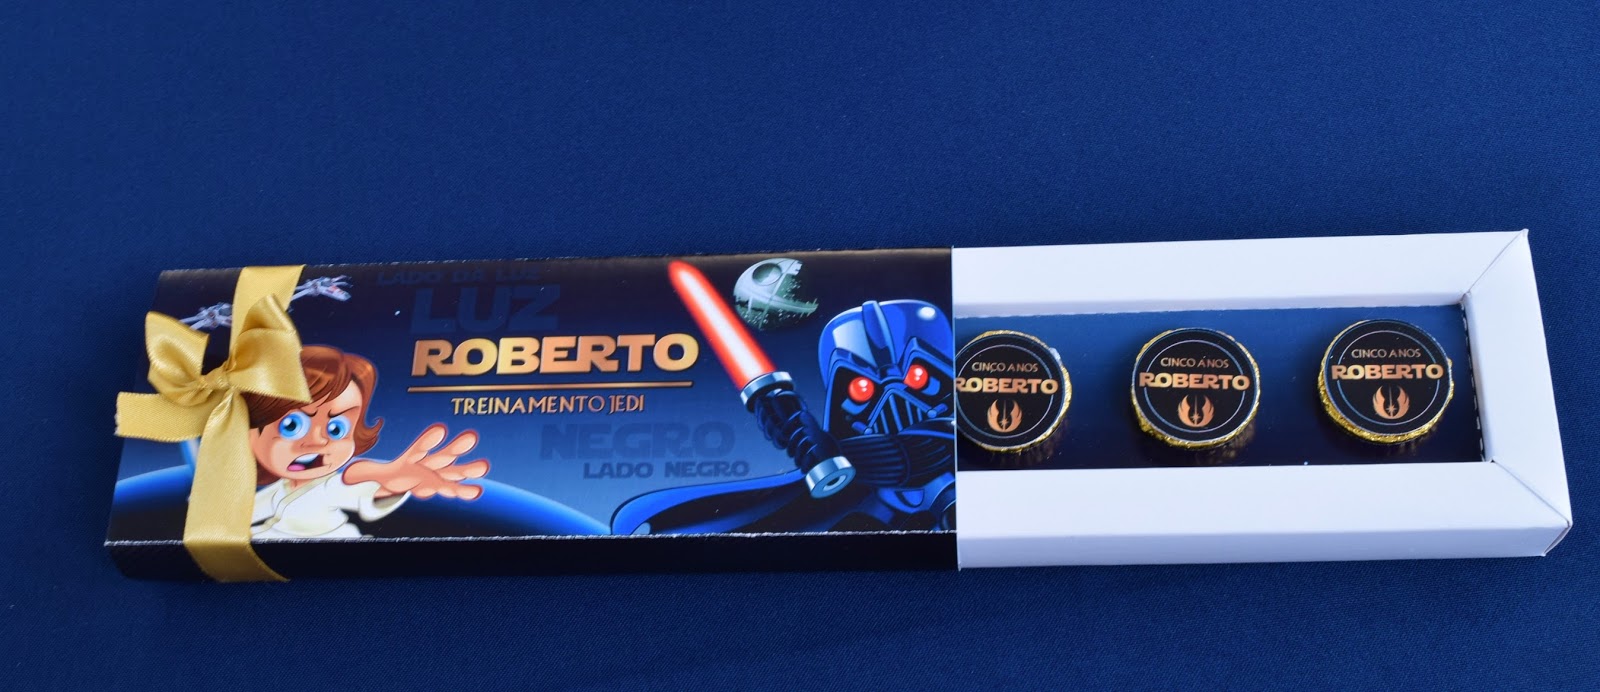 LADO DA LUZ
LUZ
ROBERTO
TREINAMENTO JEDI
NEGRO
LADO NEGRO
CINCO ANOS
ROBERTO
CINCO ANOS
ROBERTO
CINCO ANOS
ROBERTO